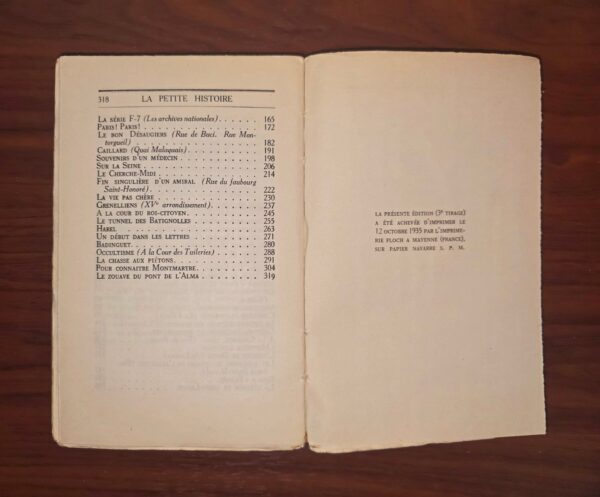 318 LA PETITE HISTOIRE
La série F-7 (Les archives nationales) . . . . . . 165
Paris! Paris! . . . . . . . . . . . . . . . . 172
Le bon Désaugiers (Rue de Buci. Rue Mon-
torgueil) . . . . . . . . . . . . . . . . 182
Caillard (Quai Malaquais) . . . . . . . . . . . 191
Souvenirs d'un médecin . . . . . . . . . . . . 198
Sur la Seine . . . . . . . . . . . . . . . . 206
Le Cherche-Midi . . . . . . . . . . . . . . . 214
Fin singulière d'un amiral (Rue du faubourg
Saint-Honoré) . . . . . . . . . . . . . . 222
La vie pas chère . . . . . . . . . . . . . . . 230
Grenelliens (XVe arrondissement) . . . . . . . . 237
A la cour du roi-citoyen . . . . . . . . . . . . 245
Le tunnel des Batignolles . . . . . . . . . . . 255
Harel . . . . . . . . . . . . . . . . . . . 263
Un début dans les lettres . . . . . . . . . . . 271
Badinguet . . . . . . . . . . . . . . . . . . 280
Occultisme (A la Cour des Tuileries) . . . . . . . 288
La chasse aux piétons . . . . . . . . . . . . . 291
Pour connaitre Montmartre . . . . . . . . . . . 304
Le zouave du pont de l'Alma . . . . . . . . . . 319
LA PRÉSENTE ÉDITION (3e TIRAGE)
A ÉTÉ ACHEVÉE D'IMPRIMER LE
12 OCTOBRE 1935 PAR L'IMPRIME-
RIE FLOCH A MAYENNE (FRANCE),
SUR PAPIER NAVARRE S. P. M.